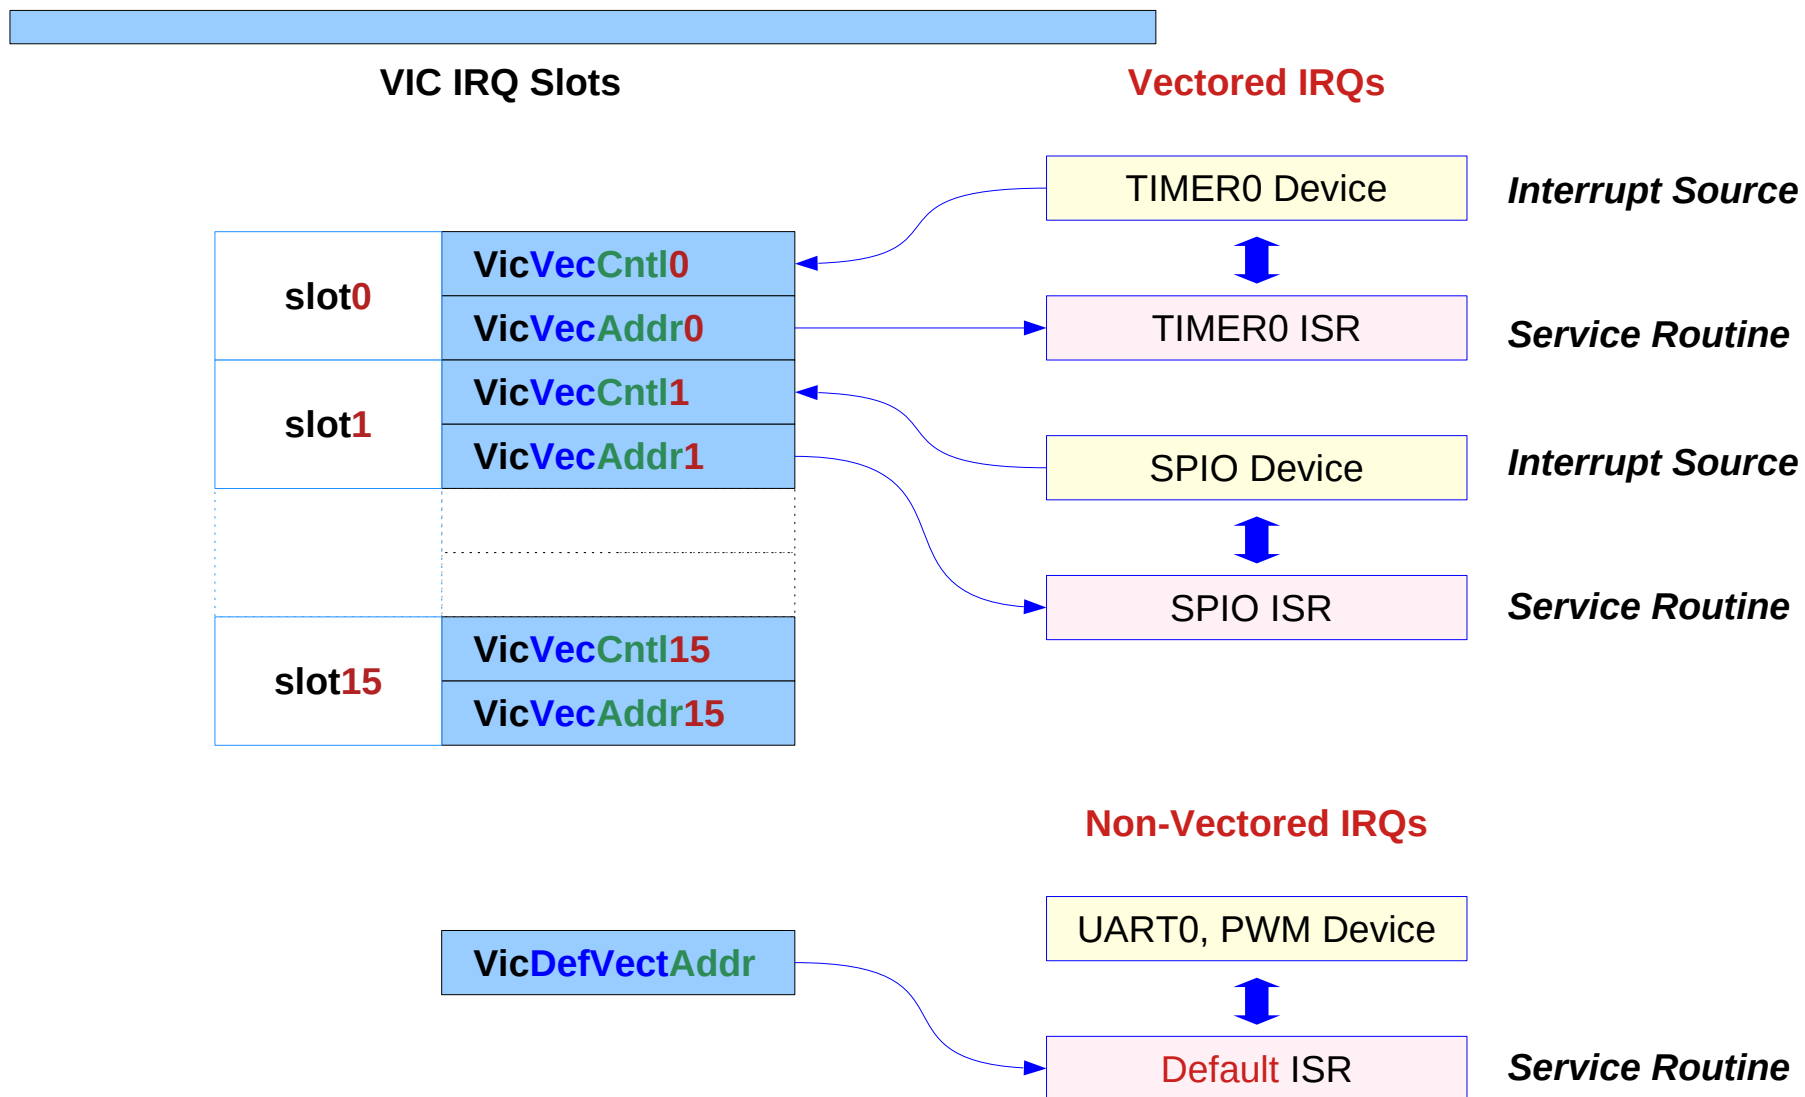 VIC IRQ Slots
Vectored IRQs
TIMER0 Device
Interrupt Source
slot0
VicVecCntl0
VicVecAddr0
TIMER0 ISR
Service Routine
slot1
VicVecCntl1
VicVecAddr1
SPIO Device
Interrupt Source
SPIO ISR
Service Routine
slot15
VicVecCntl15
VicVecAddr15
Non-Vectored IRQs
UART0, PWM Device
VicDefVectAddr
Default ISR
Service Routine